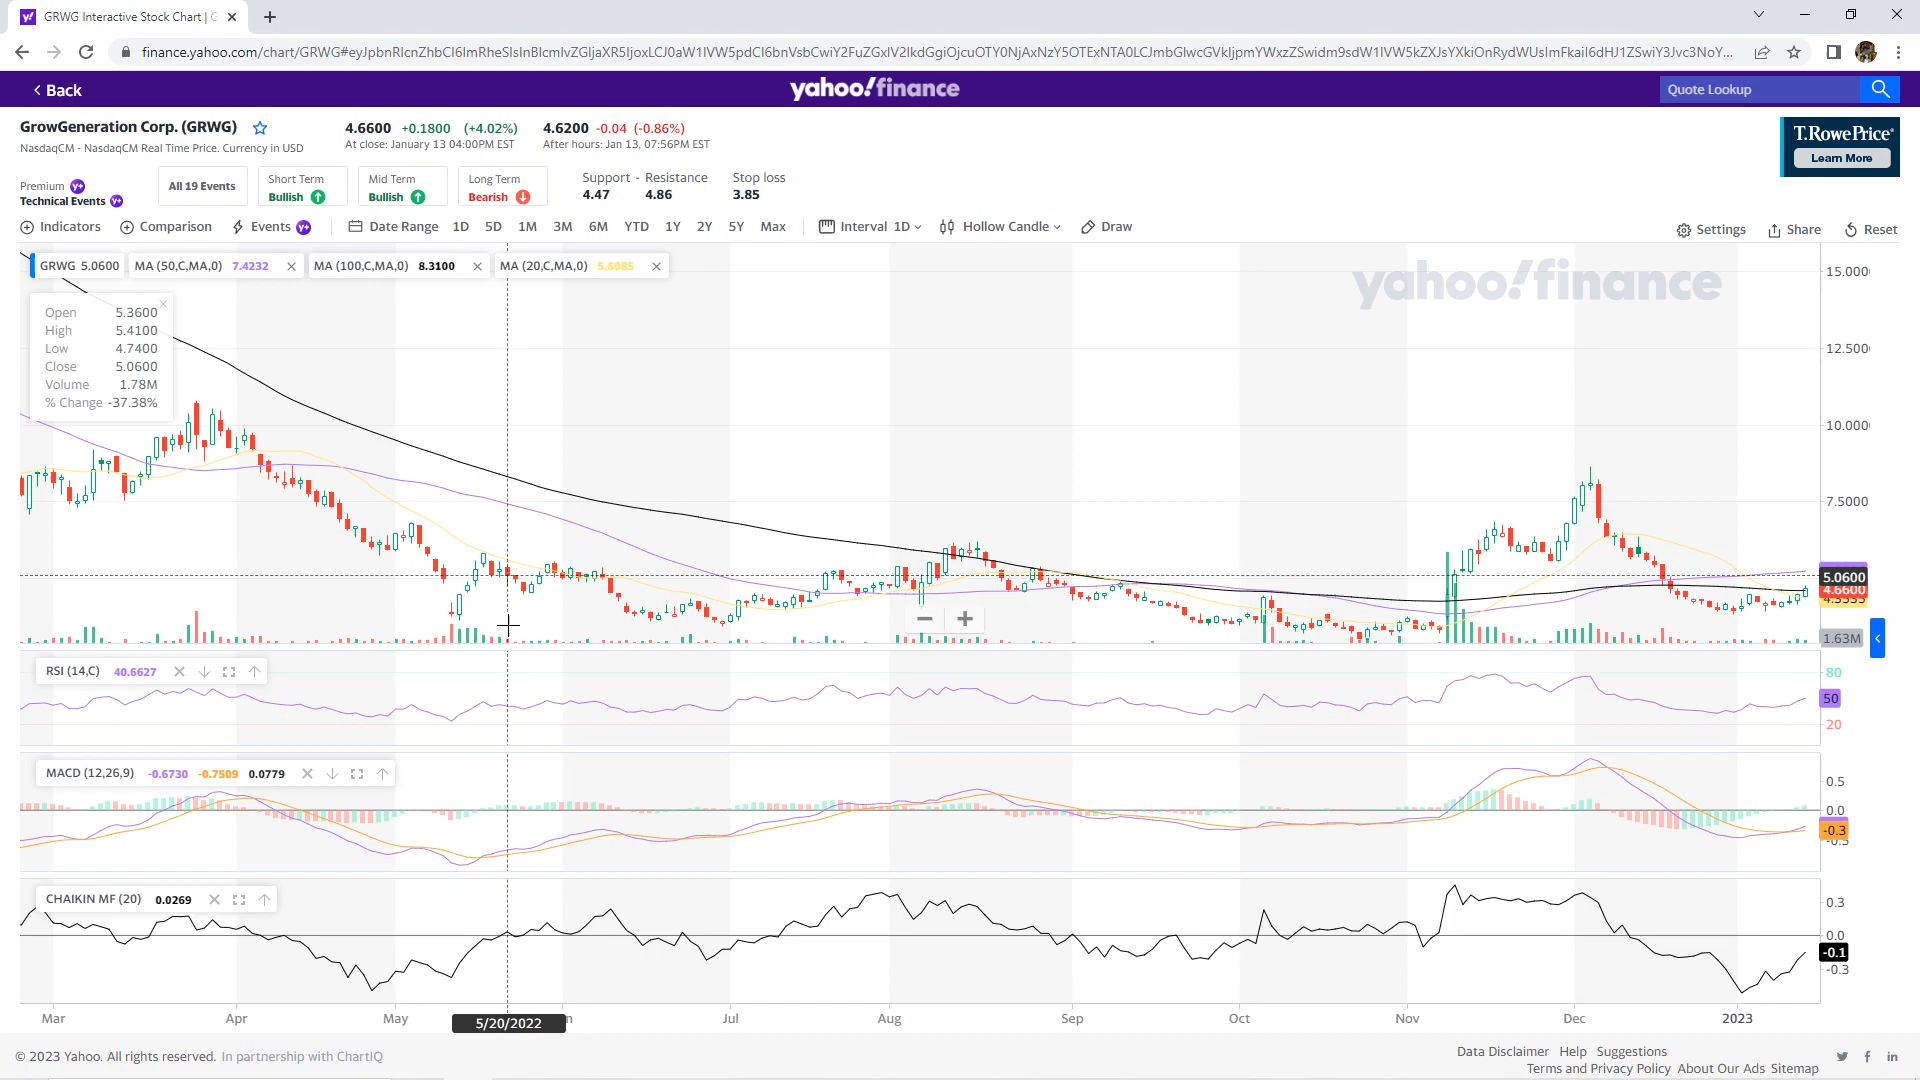 GRWG Interactive Stock Chart | G
finance.yahoo.com/chart/GRWG#
Back
yahoo!finance
Quote Lookup
GrowGeneration Corp. (GRWG)
4.6600 +0.1800 (+4.02%) 4.6200 -0.04 (-0.86%)
NasdaqCM - NasdaqCM Real Time Price. Currency in USD
At close: January 13 04:00PM EST After hours: Jan 13, 07:56PM EST
T.RowePrice
Learn More
Premium y+
Technical Events y+
All 19 Events
Short Term
Bullish
Mid Term
Bullish
Long Term
Bearish
Support - Resistance
4.47 4.86
Stop loss
3.85
Indicators Comparison Events y+ Date Range 1D 5D 1M 3M 6M YTD 1Y 2Y 5Y Max Interval 1D Hollow Candle Draw Settings Share Reset
GRWG 5.0600 MA (50,C,MA,0) 7.4232 MA (100,C,MA,0) 8.3100 MA (20,C,MA,0) 5.6085
yahoo!finance
Open 5.3600
High 5.4100
Low 4.7400
Close 5.0600
Volume 1.78M
% Change -37.38%
15.000
12.500
10.000
7.5000
5.0600
4.6600
1.63M
RSI (14,C) 40.6627
80
50
20
MACD (12,26,9) -0.6730 -0.7509 0.0779
0.5
0.0
-0.3
-0.5
CHAIKIN MF (20) 0.0269
0.3
0.0
-0.1
-0.3
Mar Apr May 5/20/2022 Jul Aug Sep Oct Nov Dec 2023
© 2023 Yahoo. All rights reserved. In partnership with ChartIQ
Data Disclaimer Help Suggestions
Terms and Privacy Policy About Our Ads Sitemap